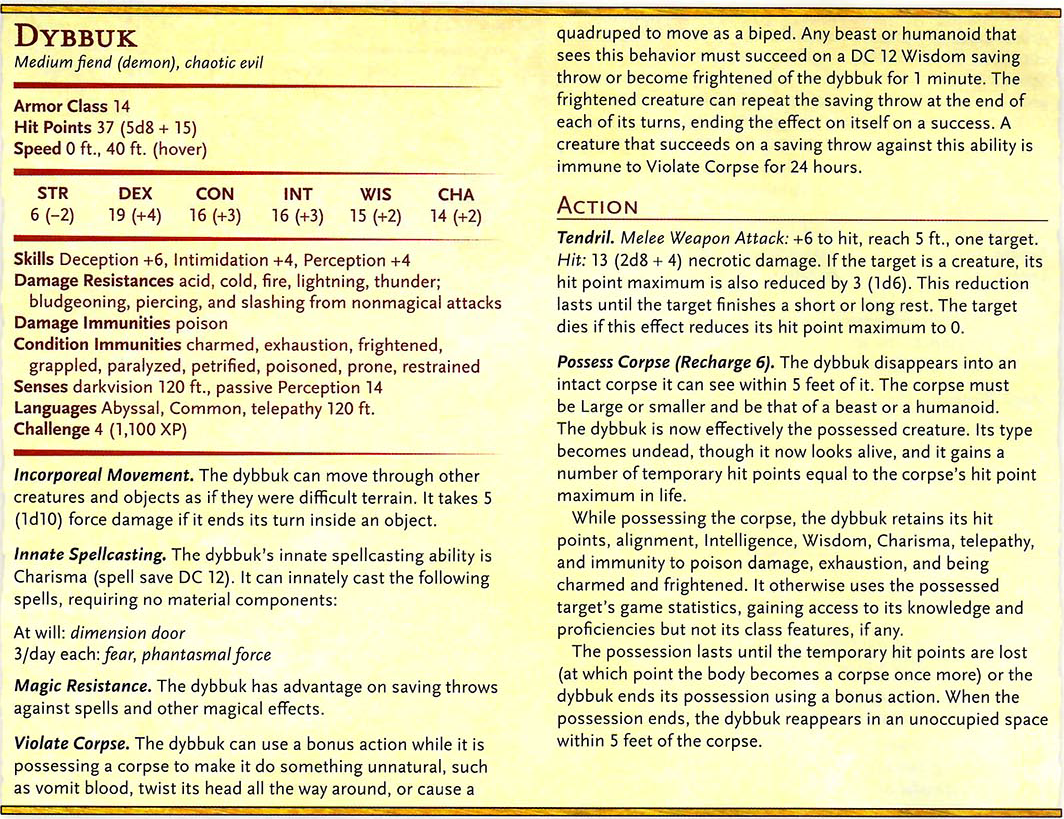 DYBBUK
Medium fiend (demon), chaotic evil
Armor Class 14
Hit Points 37 (5d8 + 15)
Speed 0 ft., 40 ft. (hover)
STR DEX CON INT WIS CHA
6 (–2) 19 (+4) 16 (+3) 16 (+3) 15 (+2) 14 (+2)
Skills Deception +6, Intimidation +4, Perception +4
Damage Resistances acid, cold, fire, lightning, thunder;
bludgeoning, piercing, and slashing from nonmagical attacks
Damage Immunities poison
Condition Immunities charmed, exhaustion, frightened,
grappled, paralyzed, petrified, poisoned, prone, restrained
Senses darkvision 120 ft., passive Perception 14
Languages Abyssal, Common, telepathy 120 ft.
Challenge 4 (1,100 XP)
Incorporeal Movement. The dybbuk can move through other
creatures and objects as if they were difficult terrain. It takes 5
(1d10) force damage if it ends its turn inside an object.
Innate Spellcasting. The dybbuk's innate spellcasting ability is
Charisma (spell save DC 12). It can innately cast the following
spells, requiring no material components:
At will: dimension door
3/day each: fear, phantasmal force
Magic Resistance. The dybbuk has advantage on saving throws
against spells and other magical effects.
Violate Corpse. The dybbuk can use a bonus action while it is
possessing a corpse to make it do something unnatural, such
as vomit blood, twist its head all the way around, or cause a
quadruped to move as a biped. Any beast or humanoid that
sees this behavior must succeed on a DC 12 Wisdom saving
throw or become frightened of the dybbuk for 1 minute. The
frightened creature can repeat the saving throw at the end of
each of its turns, ending the effect on itself on a success. A
creature that succeeds on a saving throw against this ability is
immune to Violate Corpse for 24 hours.
ACTION
Tendril. Melee Weapon Attack: +6 to hit, reach 5 ft., one target.
Hit: 13 (2d8 + 4) necrotic damage. If the target is a creature, its
hit point maximum is also reduced by 3 (1d6). This reduction
lasts until the target finishes a short or long rest. The target
dies if this effect reduces its hit point maximum to 0.
Possess Corpse (Recharge 6). The dybbuk disappears into an
intact corpse it can see within 5 feet of it. The corpse must
be Large or smaller and be that of a beast or a humanoid.
The dybbuk is now effectively the possessed creature. Its type
becomes undead, though it now looks alive, and it gains a
number of temporary hit points equal to the corpse's hit point
maximum in life.
While possessing the corpse, the dybbuk retains its hit
points, alignment, Intelligence, Wisdom, Charisma, telepathy,
and immunity to poison damage, exhaustion, and being
charmed and frightened. It otherwise uses the possessed
target's game statistics, gaining access to its knowledge and
proficiencies but not its class features, if any.
The possession lasts until the temporary hit points are lost
(at which point the body becomes a corpse once more) or the
dybbuk ends its possession using a bonus action. When the
possession ends, the dybbuk reappears in an unoccupied space
within 5 feet of the corpse.